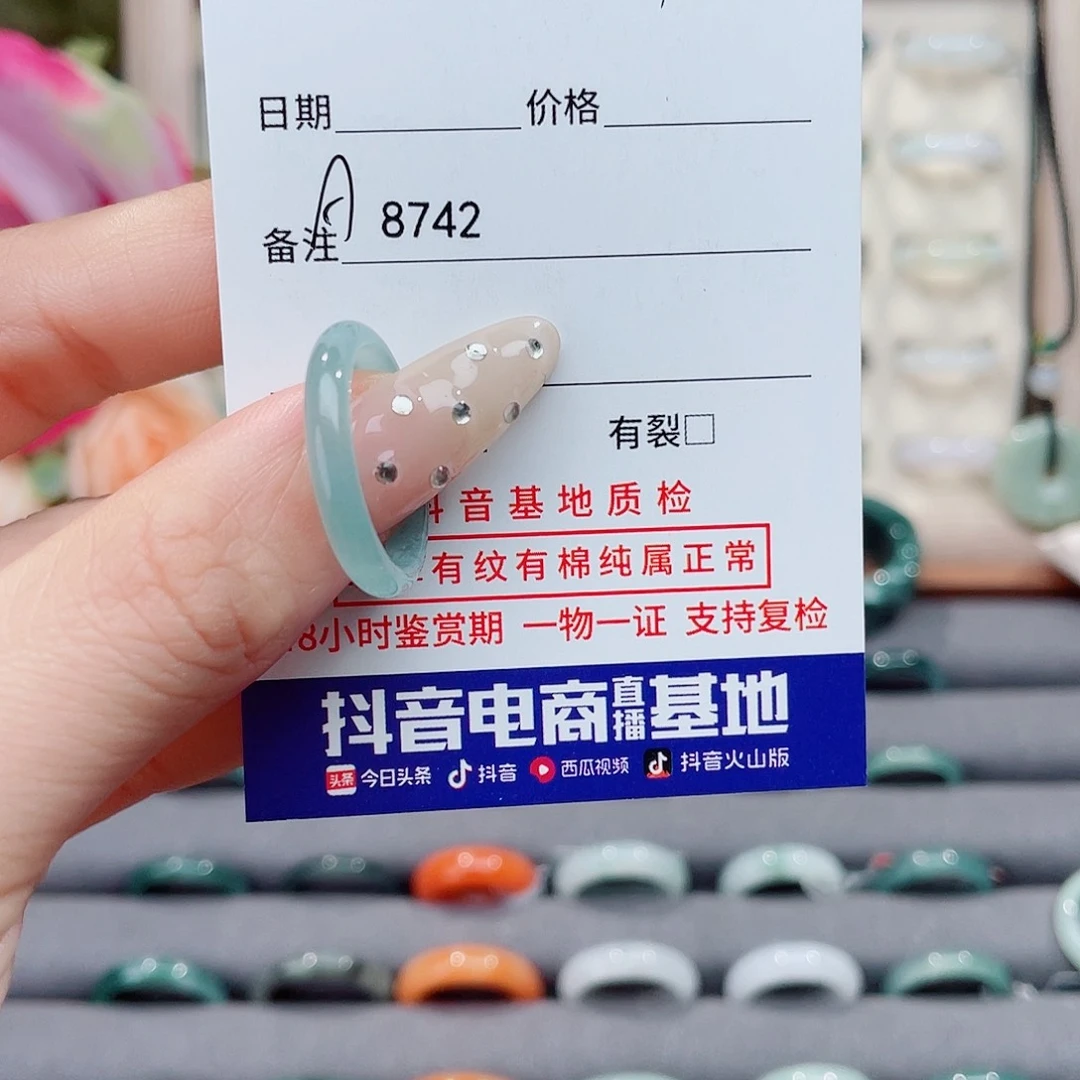 日期 价格
备注 8742
有裂
音基地质检
有纹有棉纯属正常
8小时鉴赏期 一物一证 支持复检
抖音电商直播基地
头条 今日头条 抖音 西瓜视频 抖音火山版